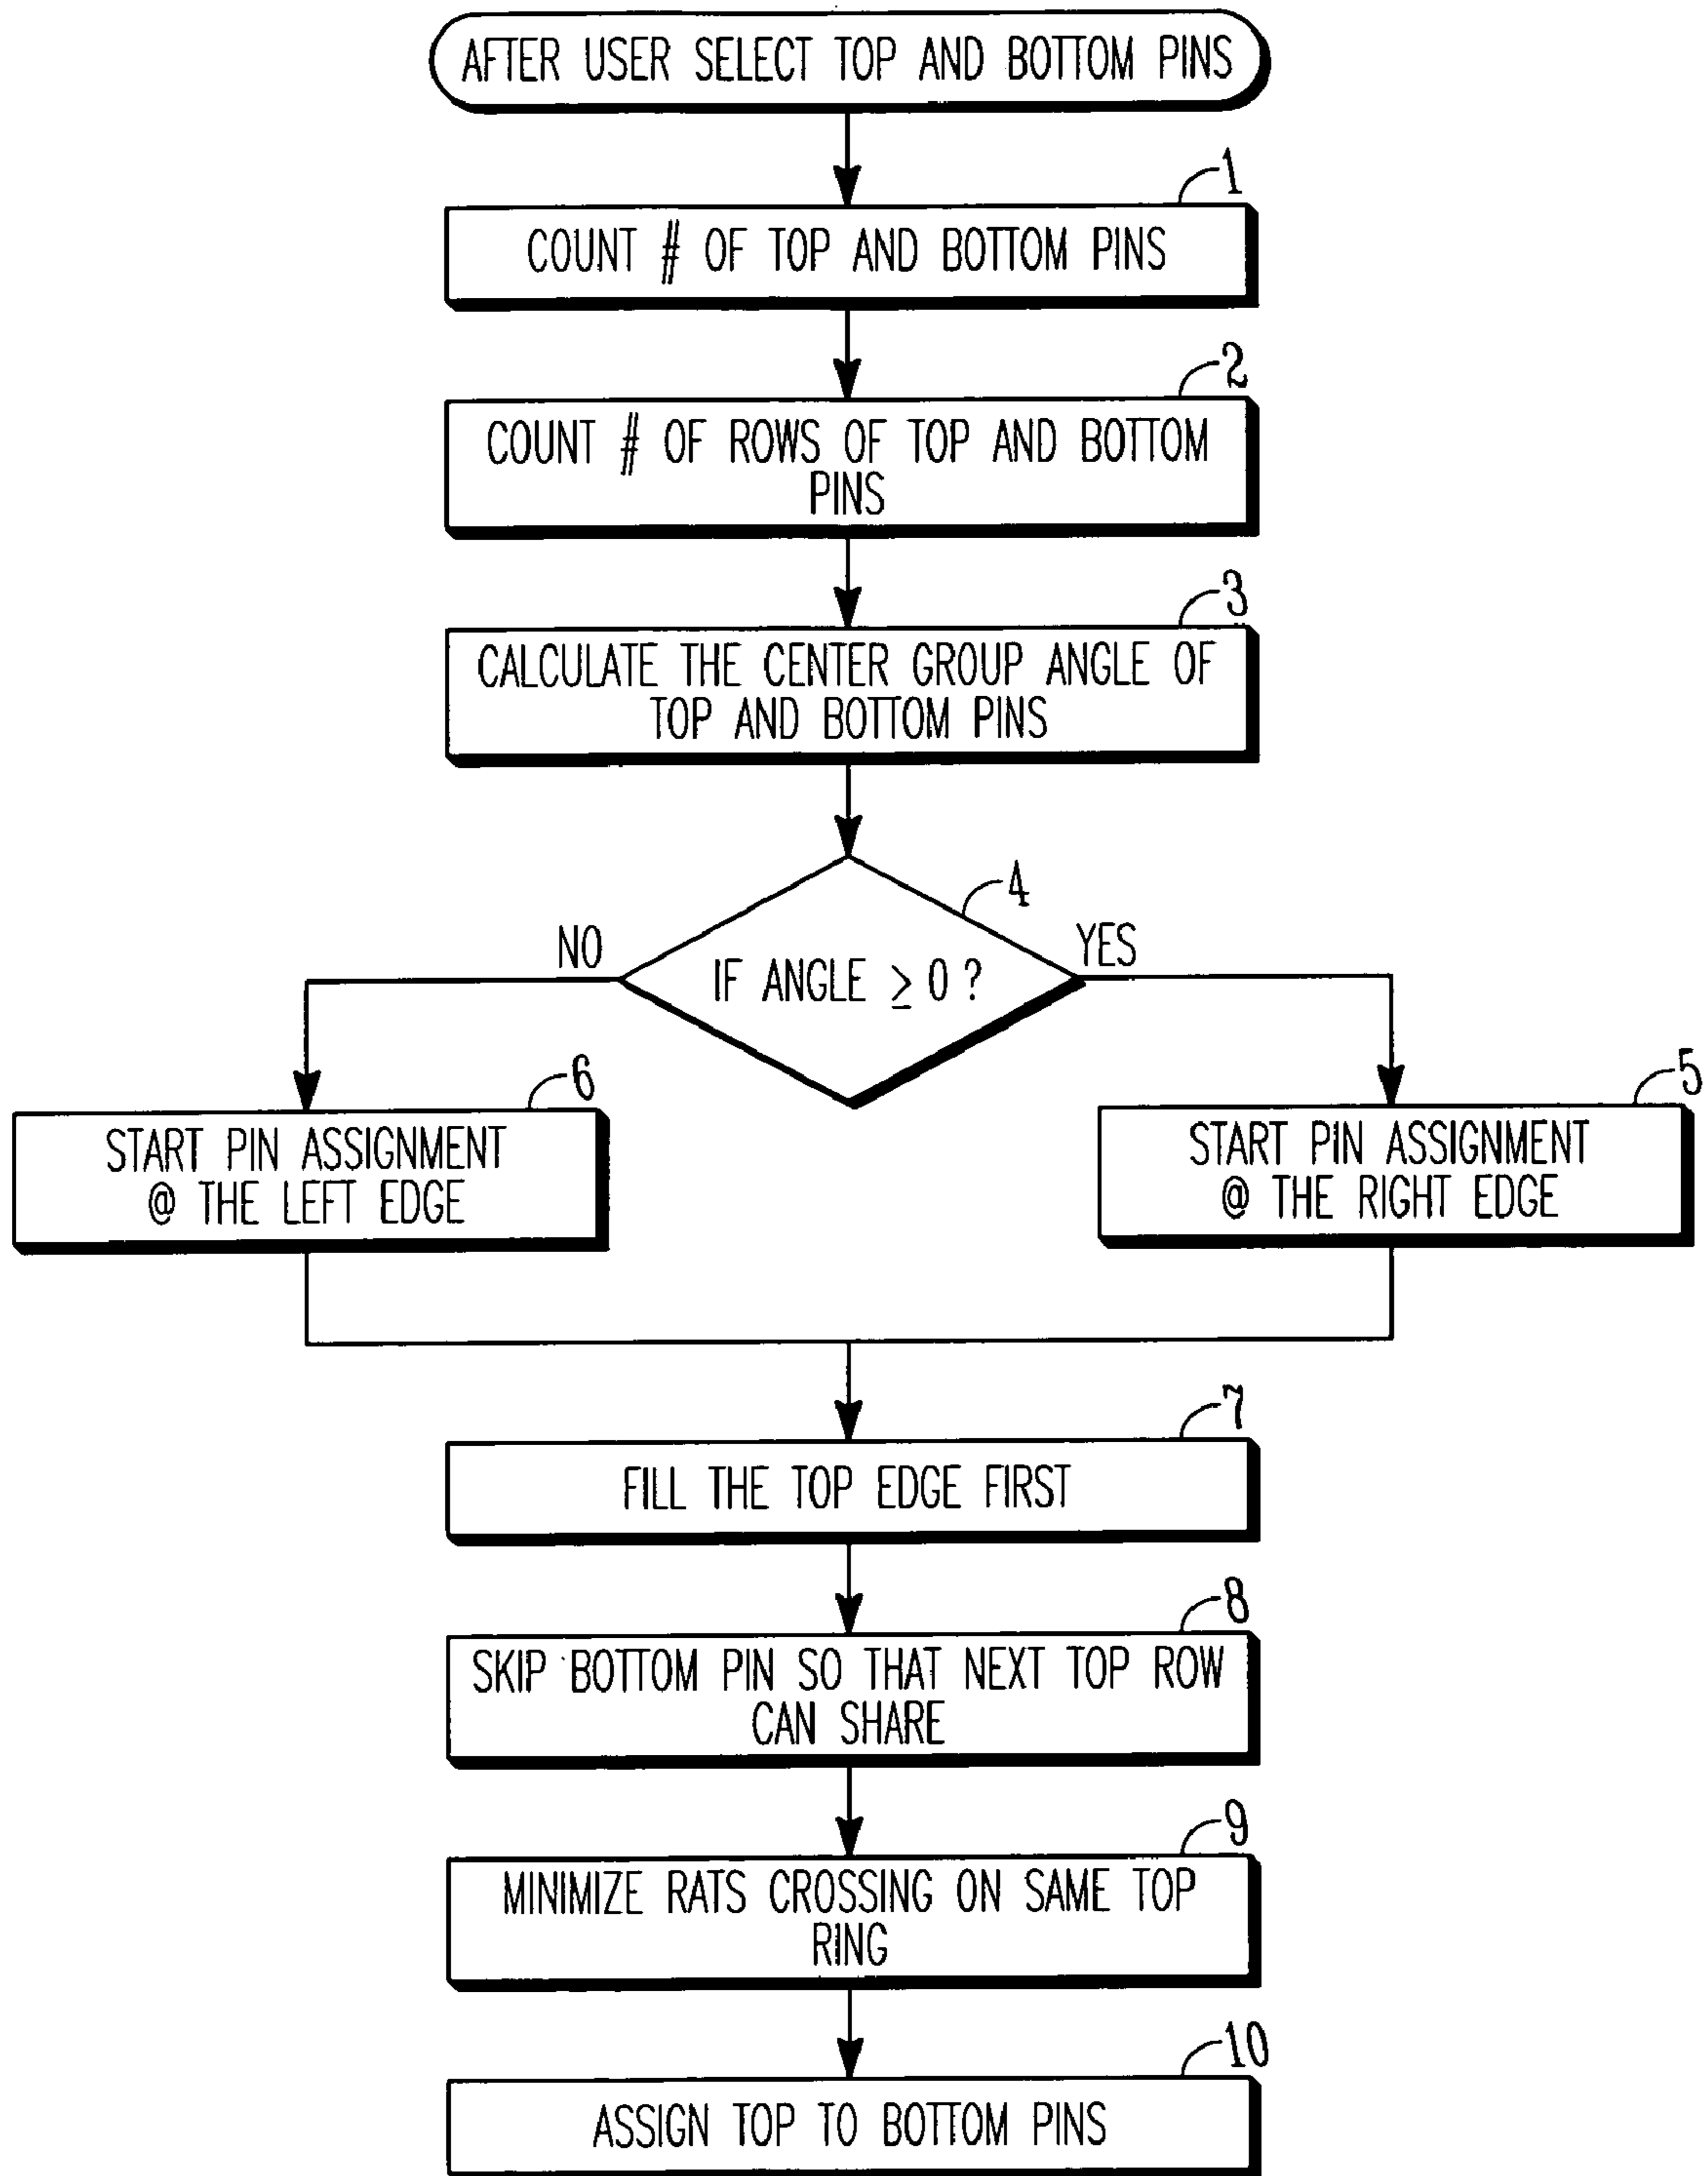 AFTER USER SELECT TOP AND BOTTOM PINS
1
COUNT # OF TOP AND BOTTOM PINS
2
COUNT # OF ROWS OF TOP AND BOTTOM
PINS
3
CALCULATE THE CENTER GROUP ANGLE OF
TOP AND BOTTOM PINS
4
NO
YES
IF ANGLE ≥ 0 ?
6
START PIN ASSIGNMENT
@ THE LEFT EDGE
5
START PIN ASSIGNMENT
@ THE RIGHT EDGE
7
FILL THE TOP EDGE FIRST
8
SKIP BOTTOM PIN SO THAT NEXT TOP ROW
CAN SHARE
9
MINIMIZE RATS CROSSING ON SAME TOP
RING
10
ASSIGN TOP TO BOTTOM PINS